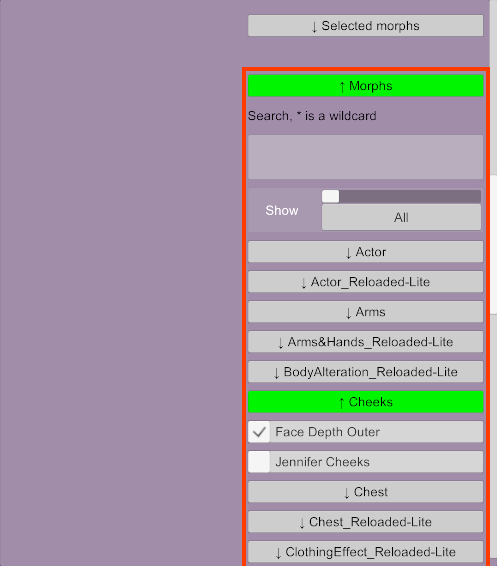 ↓ Selected morphs
↑ Morphs
Search, * is a wildcard
Show
All
↓ Actor
↓ Actor_Reloaded-Lite
↓ Arms
↓ Arms&Hands_Reloaded-Lite
↓ BodyAlteration_Reloaded-Lite
↑ Cheeks
Face Depth Outer
Jennifer Cheeks
↓ Chest
↓ Chest_Reloaded-Lite
↓ ClothingEffect_Reloaded-Lite